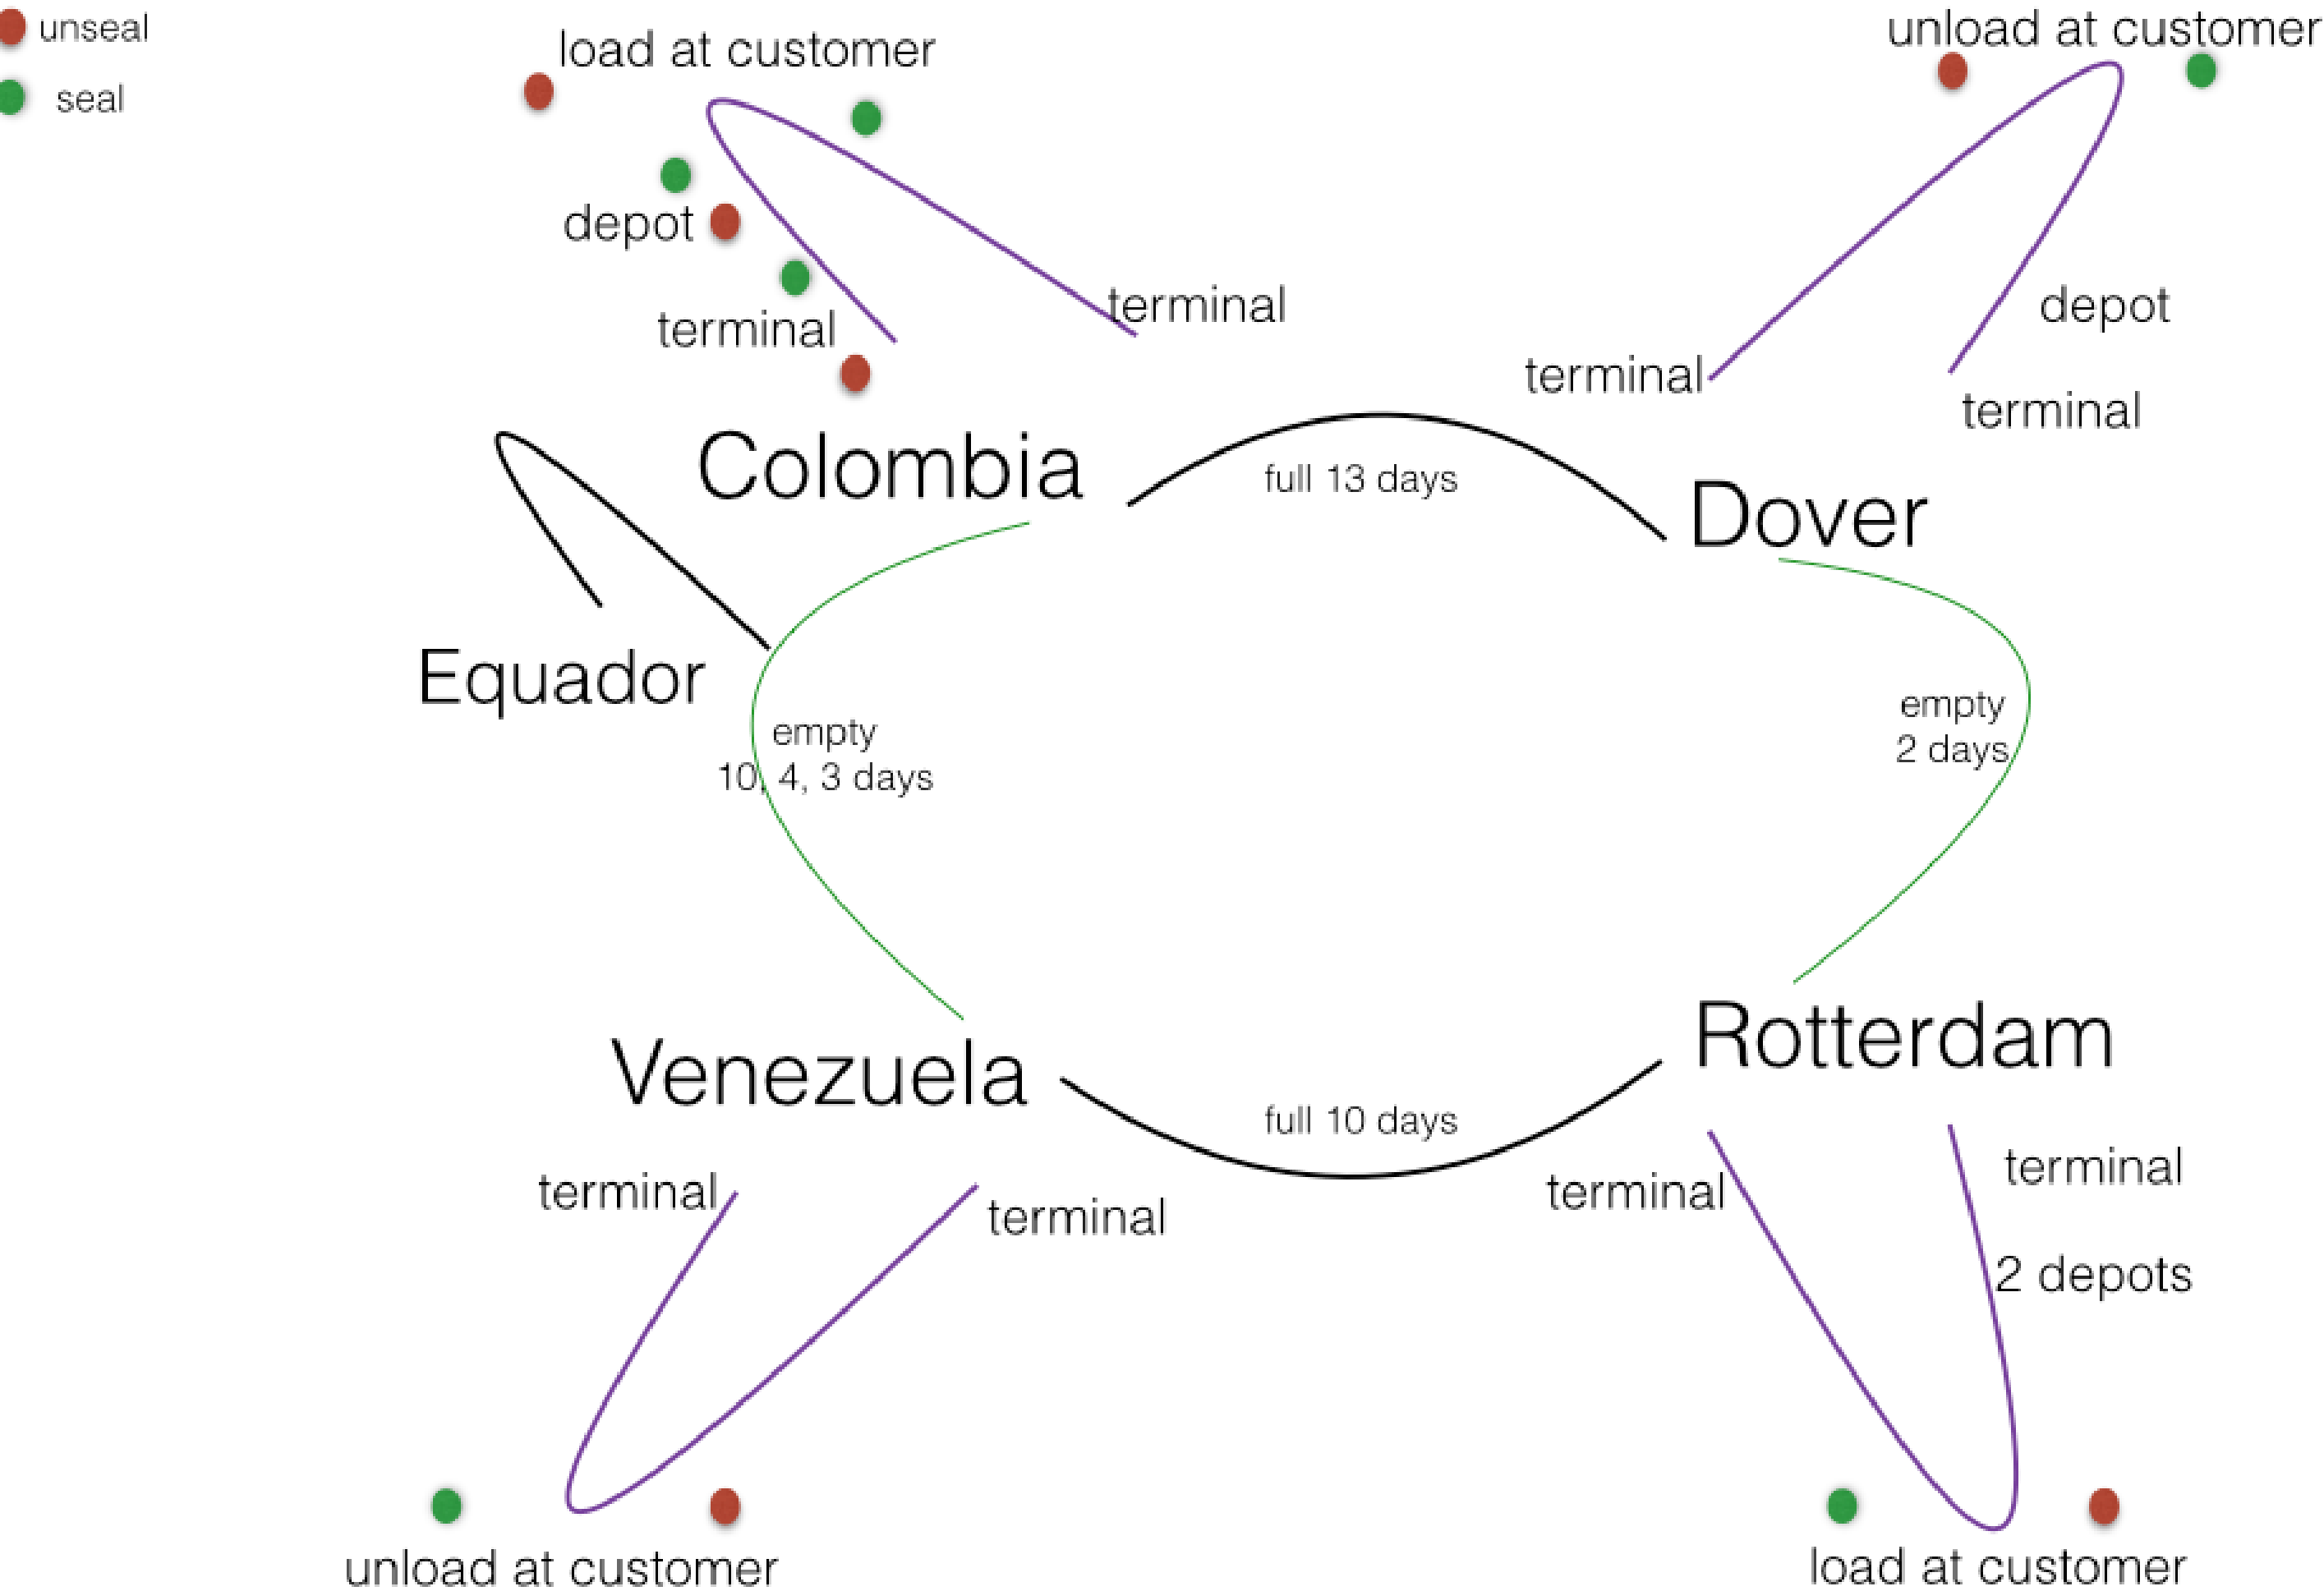 unseal
seal
load at customer
unload at customer
depot
terminal
terminal
terminal
depot
terminal
Colombia
full 13 days
Dover
Equador
empty
10, 4, 3 days
empty
2 days
Venezuela
full 10 days
Rotterdam
terminal
terminal
terminal
terminal
2 depots
unload at customer
load at customer